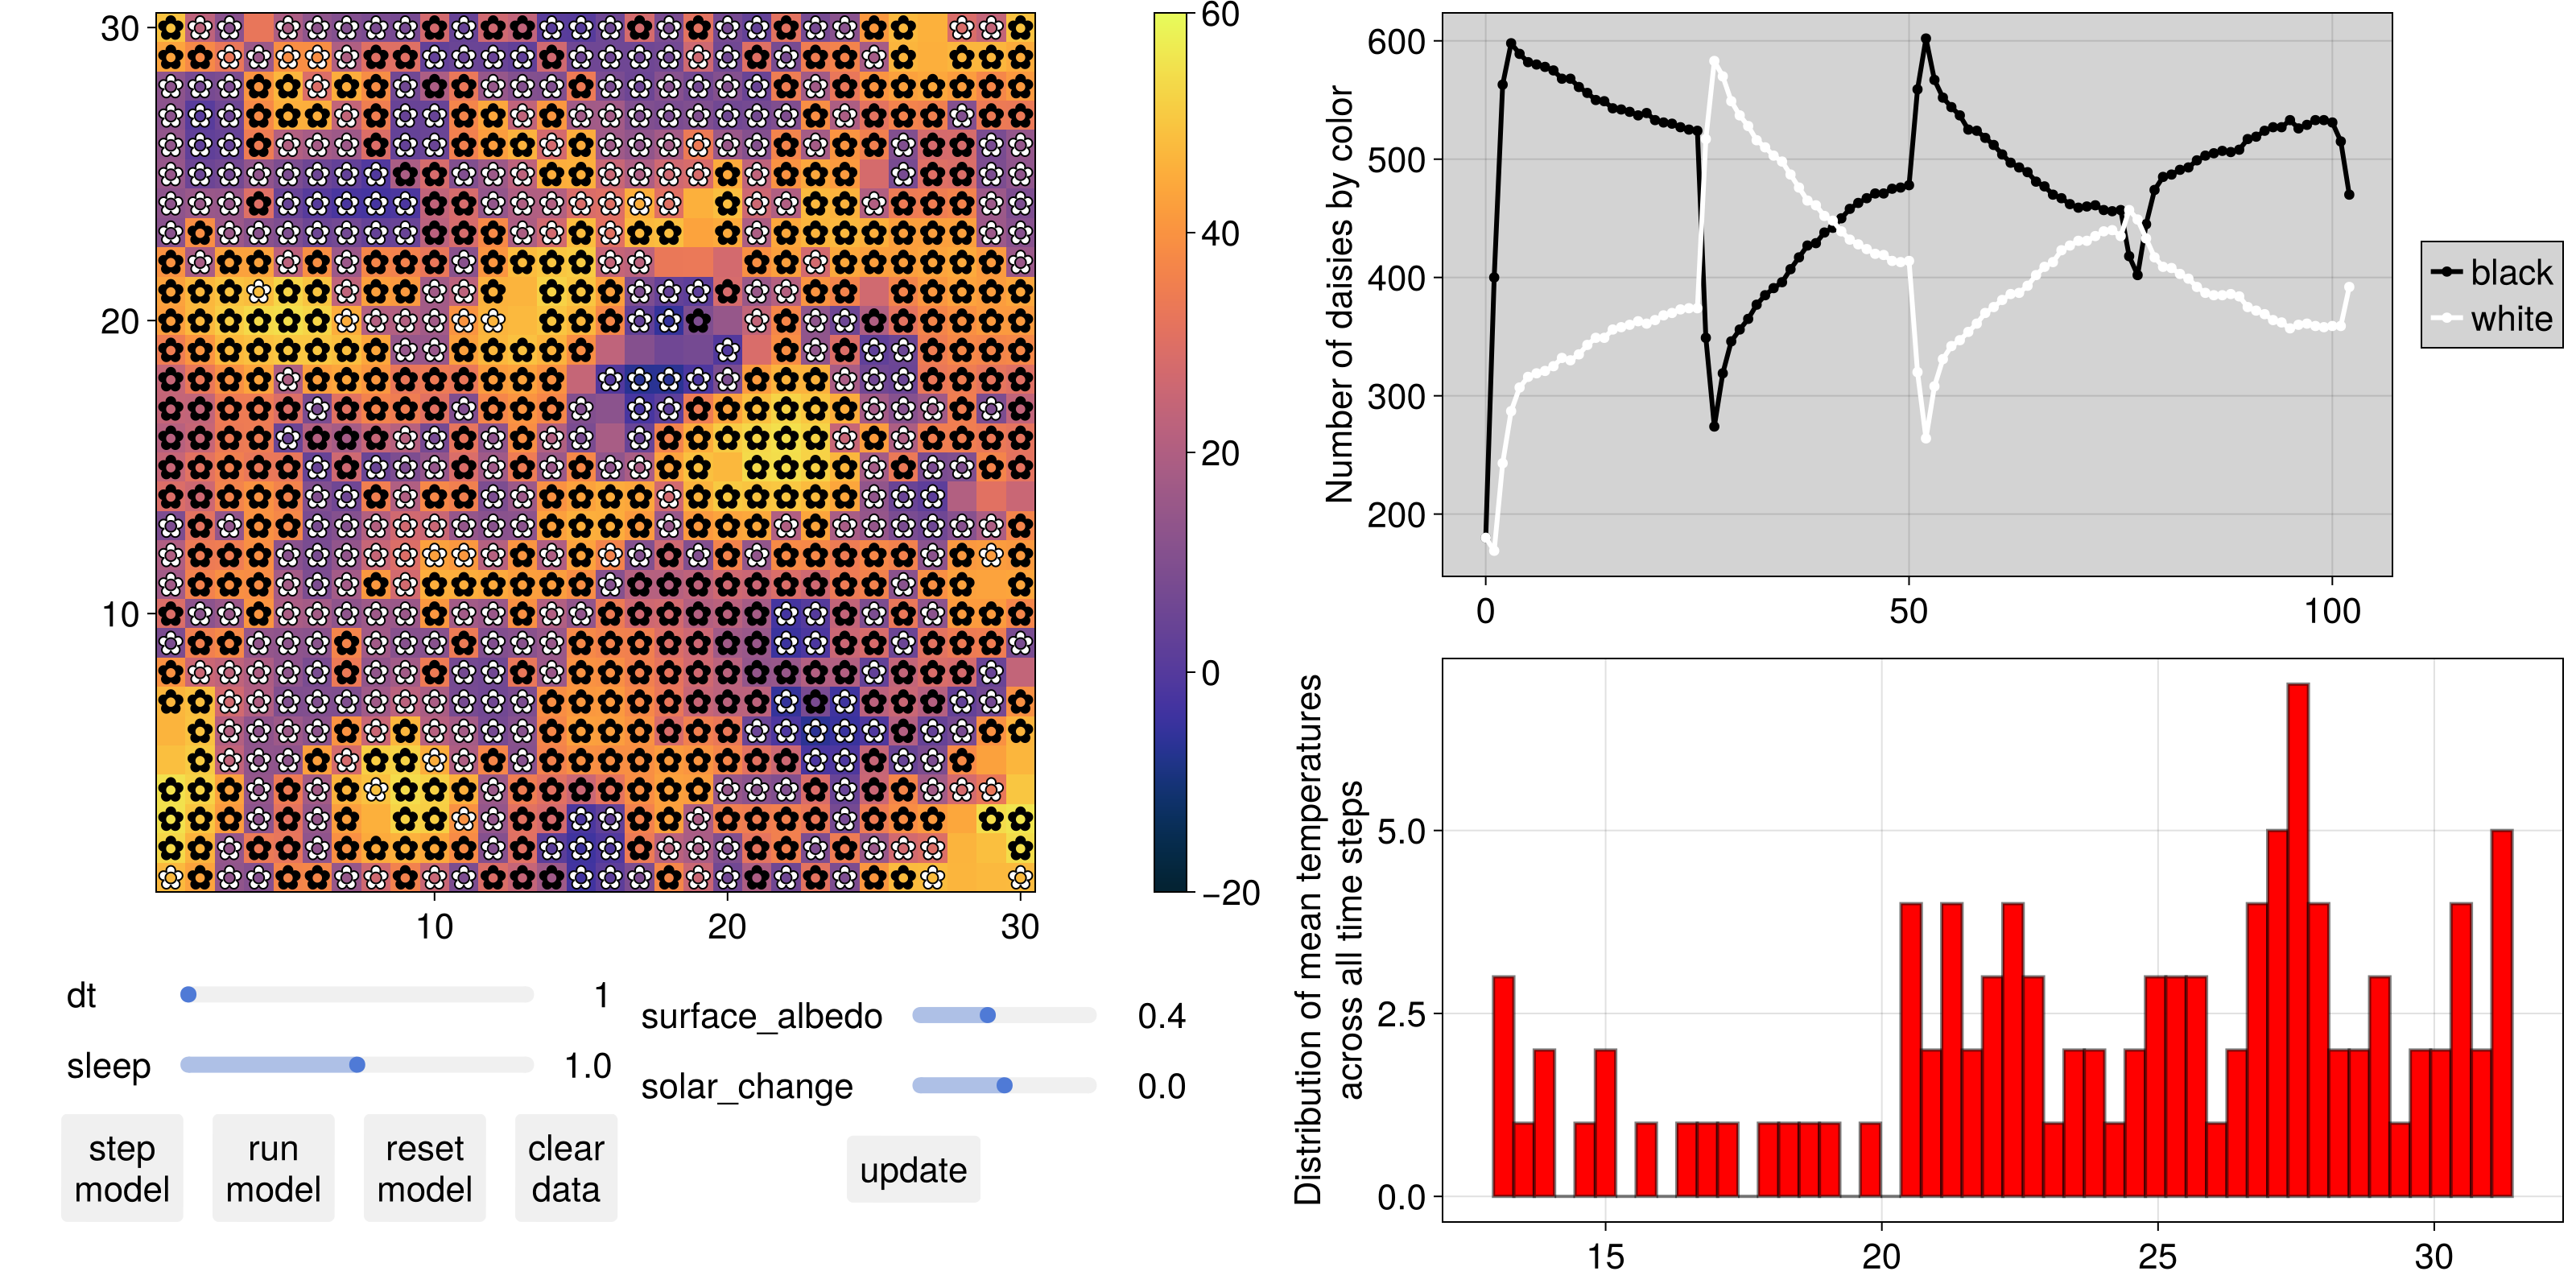 30
20
10
10
20
30
60
40
20
0
−20
Number of daisies by color
600
500
400
300
200
0
50
100
black
white
Distribution of mean temperatures
across all time steps
5.0
2.5
0.0
15
20
25
30
dt
1
sleep
1.0
surface_albedo
0.4
solar_change
0.0
step
model
run
model
reset
model
clear
data
update